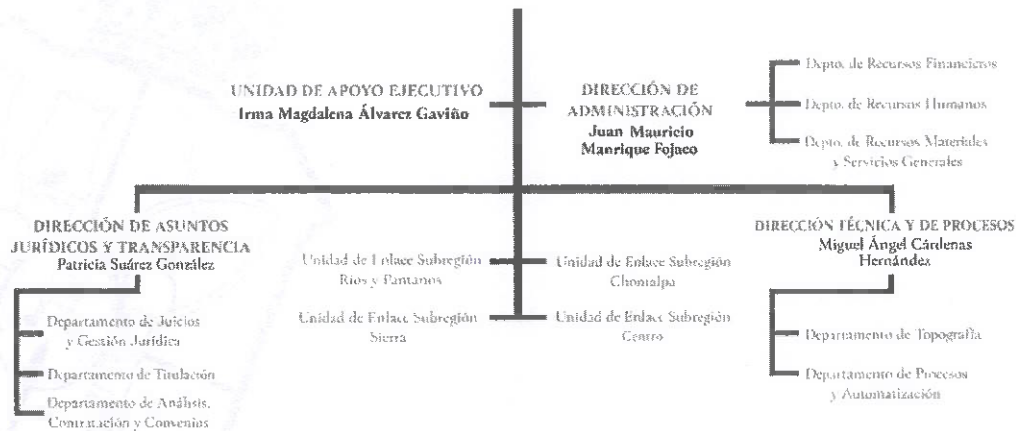 UNIDAD DE APOYO EJECUTIVO
Irma Magdalena Álvarez Gaviño
DIRECCIÓN DE
ADMINISTRACIÓN
Juan Mauricio
Manrique Fojaco
Depto. de Recursos Financieros
Depto. de Recursos Humanos
Depto. de Recursos Materiales
y Servicios Generales
DIRECCIÓN DE ASUNTOS
JURÍDICOS Y TRANSPARENCIA
Patricia Suárez González
Departamento de Juicios
y Gestión Jurídica
Departamento de Titulación
Departamento de Análisis,
Contratación y Convenios
Unidad de Enlace Subregión
Ríos y Pantanos
Unidad de Enlace Subregión
Chontalpa
Unidad de Enlace Subregión
Sierra
Unidad de Enlace Subregión
Centro
DIRECCIÓN TÉCNICA Y DE PROCESOS
Miguel Ángel Cárdenas
Hernández
Departamento de Topografía
Departamento de Procesos
y Automatización